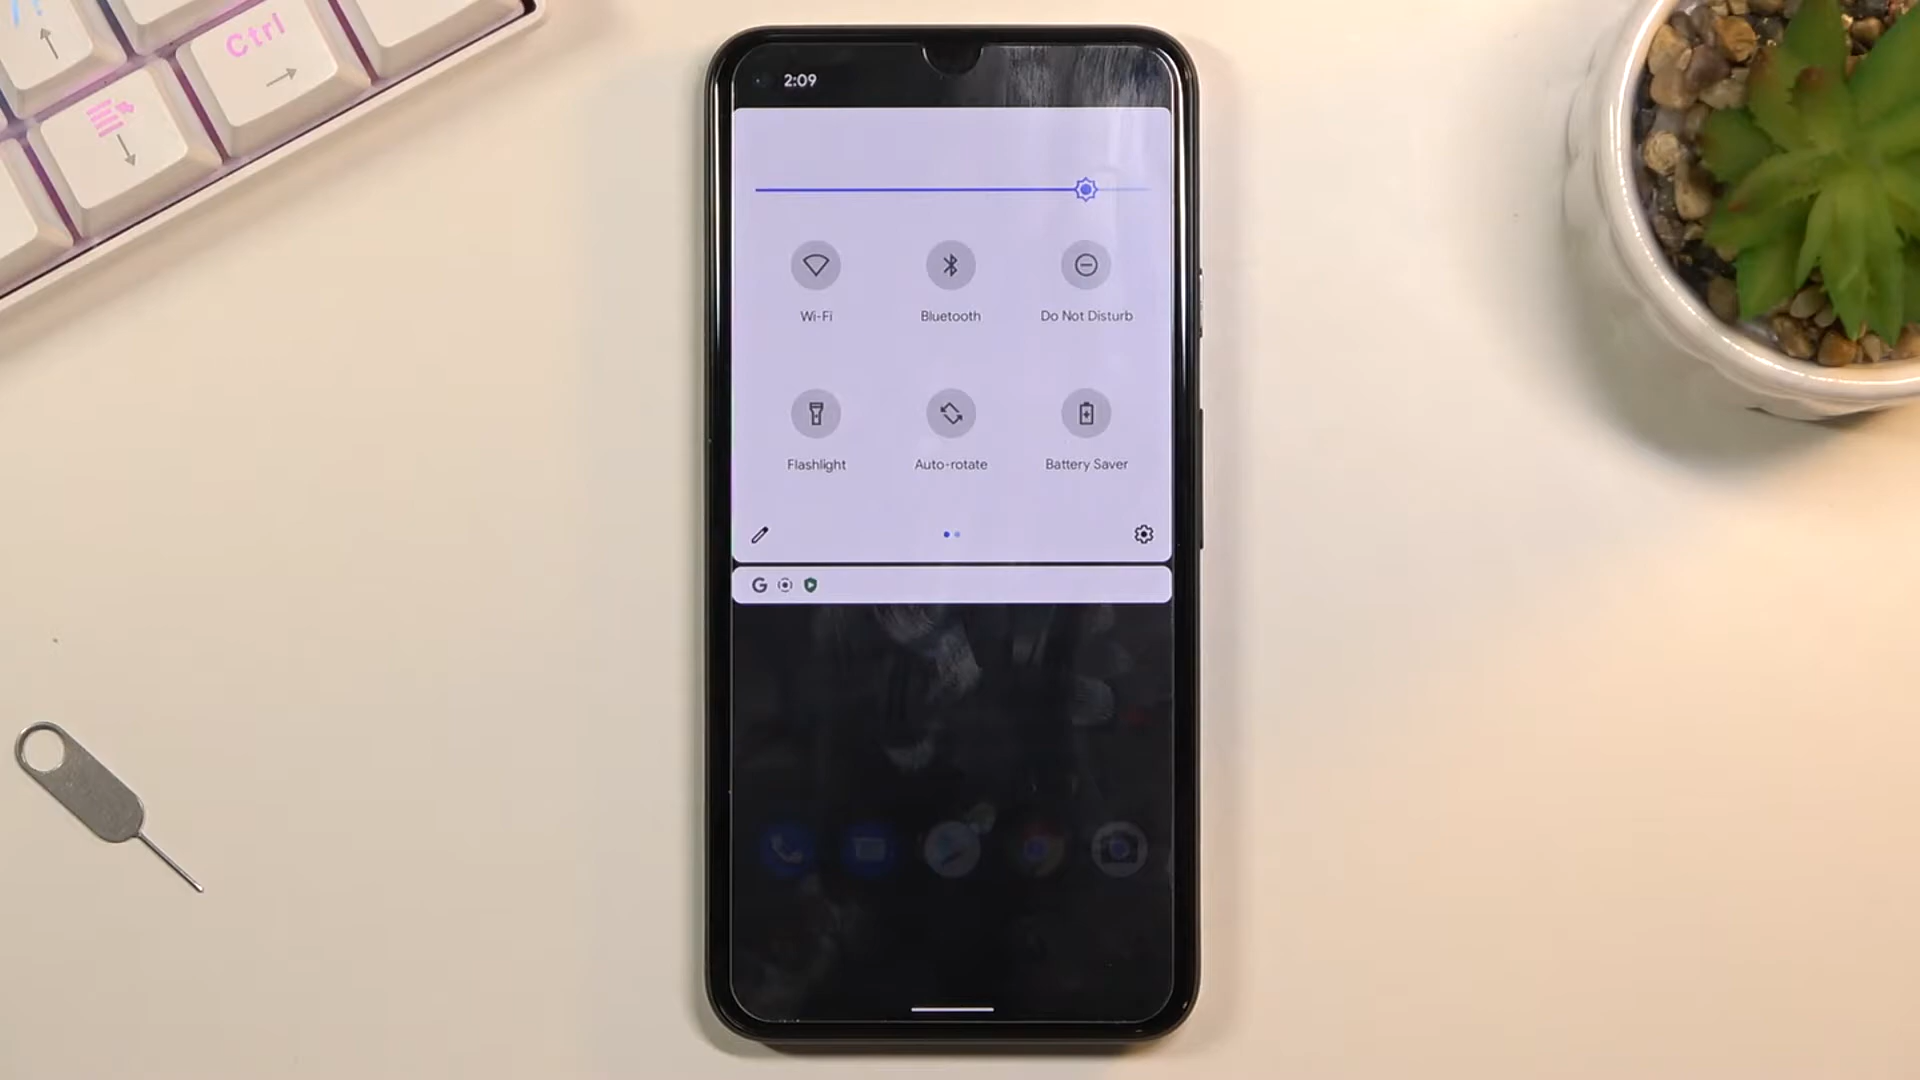 Ctrl
2:09
Wi-Fi
Bluetooth
Do Not Disturb
Flashlight
Auto-rotate
Battery Saver
G